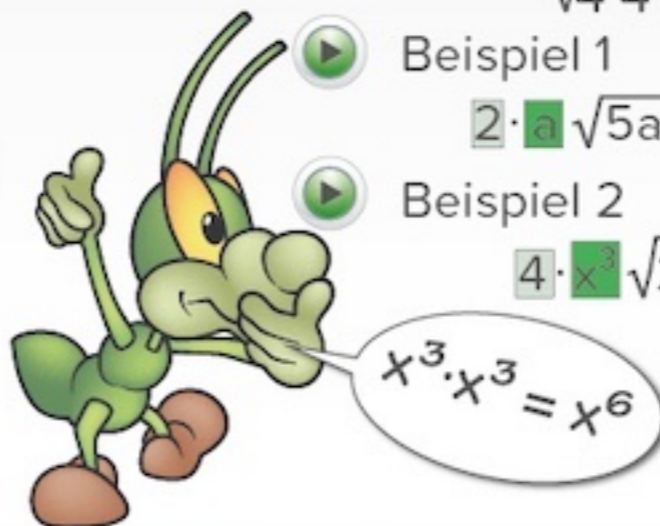 Beispiel 1
2·a√5a
Beispiel 2
4·x³√
x³·x³ = x⁶